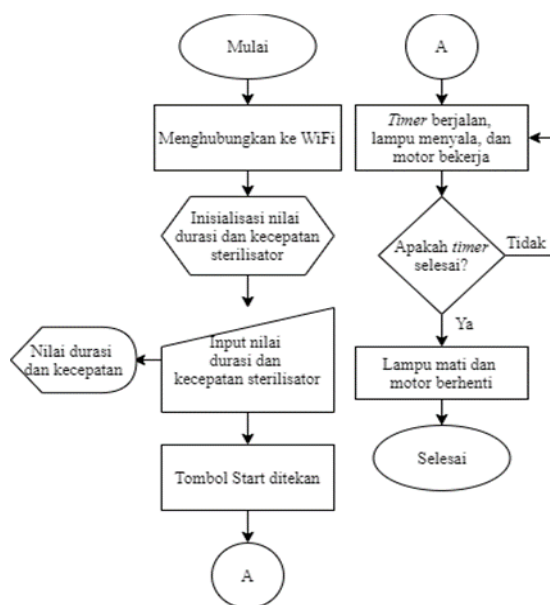 Mulai
Menghubungkan ke WiFi
Inisialisasi nilai
durasi dan kecepatan
sterilisator
Input nilai
durasi dan
kecepatan sterilisator
Nilai durasi
dan kecepatan
Tombol Start ditekan
A
A
Timer berjalan,
lampu menyala, dan
motor bekerja
Apakah timer
selesai?
Tidak
Ya
Lampu mati dan
motor berhenti
Selesai